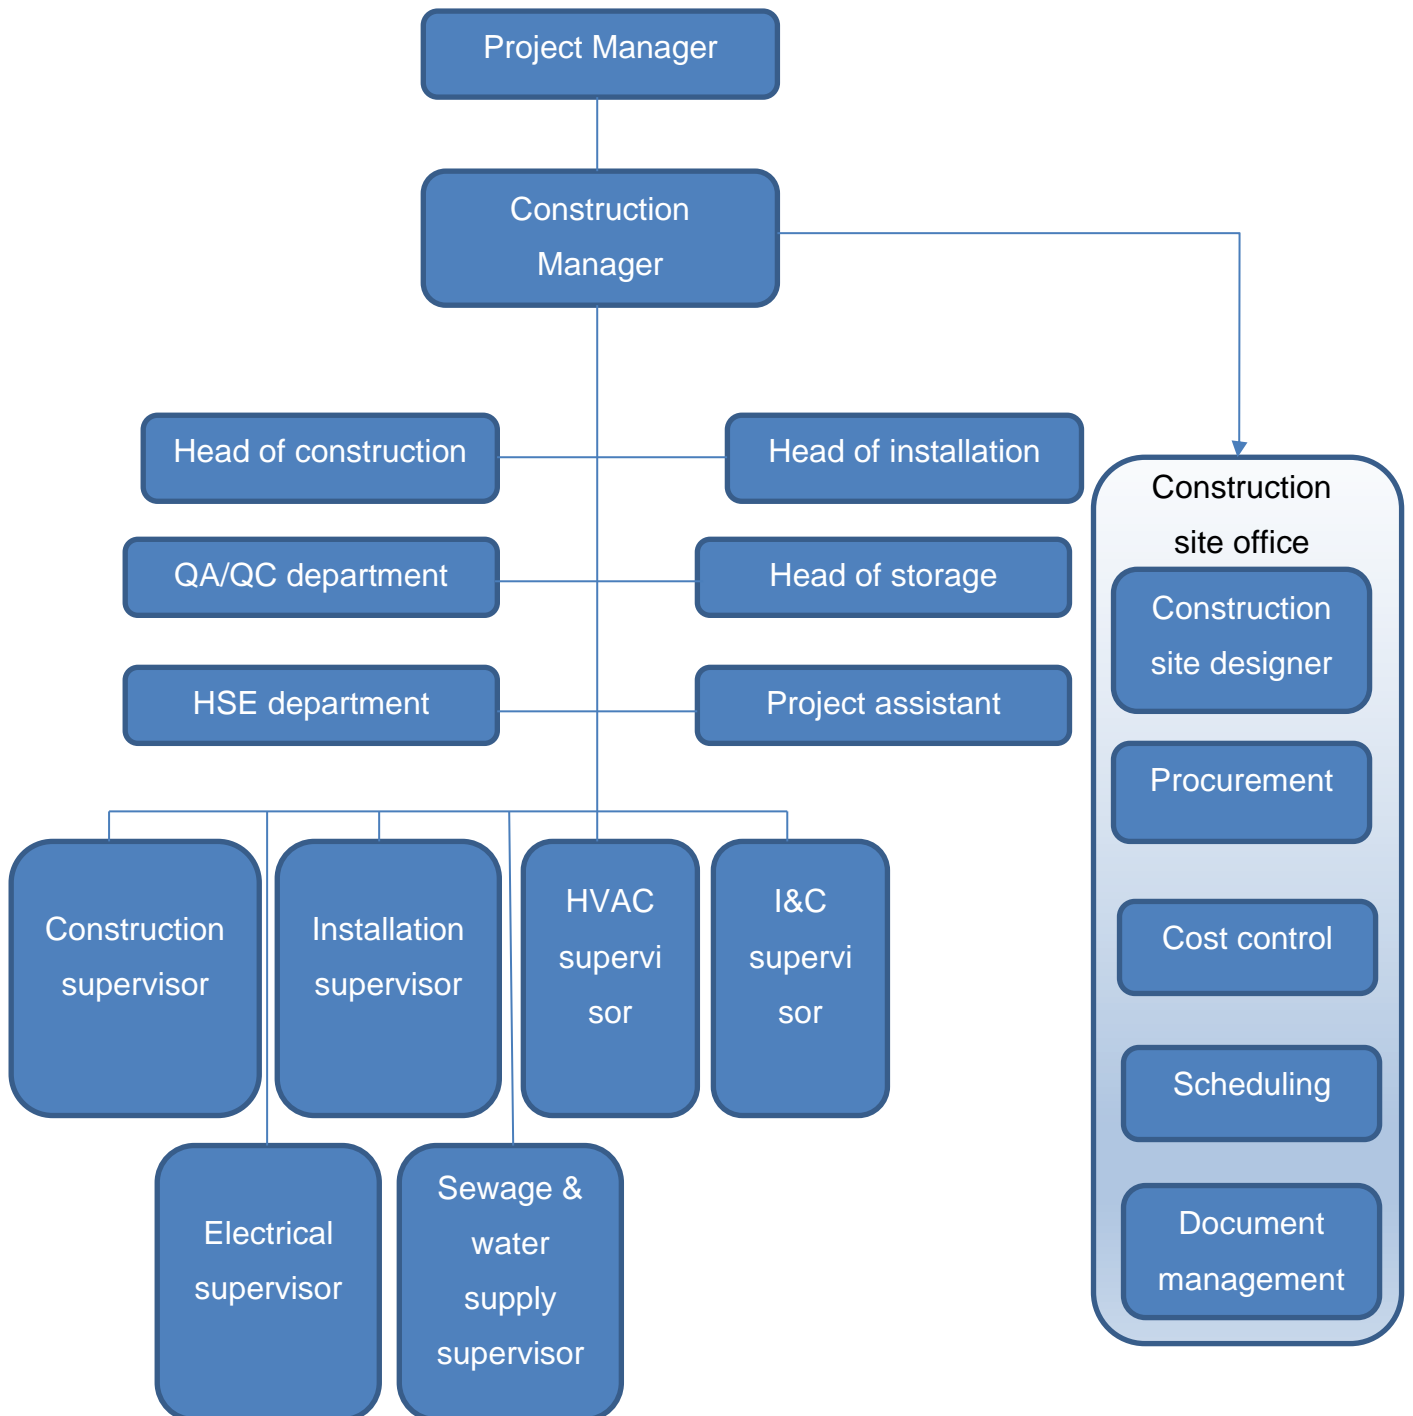 Project Manager
Construction
Manager
Head of construction
Head of installation
QA/QC department
Head of storage
HSE department
Project assistant
Construction
supervisor
Installation
supervisor
HVAC
supervi
sor
I&C
supervi
sor
Electrical
supervisor
Sewage &
water
supply
supervisor
Construction
site office
Construction
site designer
Procurement
Cost control
Scheduling
Document
management